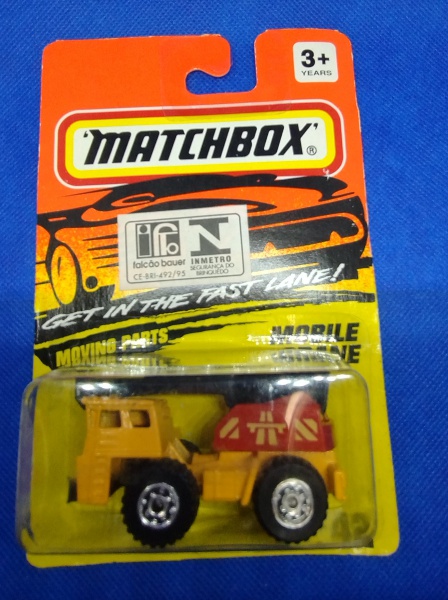 3+
YEARS
'MATCHBOX'®
ifb N
falcão bauer INMETRO
CE-BRI-492/95 SEGURANÇA DO
BRINQUEDO
GET IN THE FAST LANE!
MOVING PARTS
MOBILE
CRANE